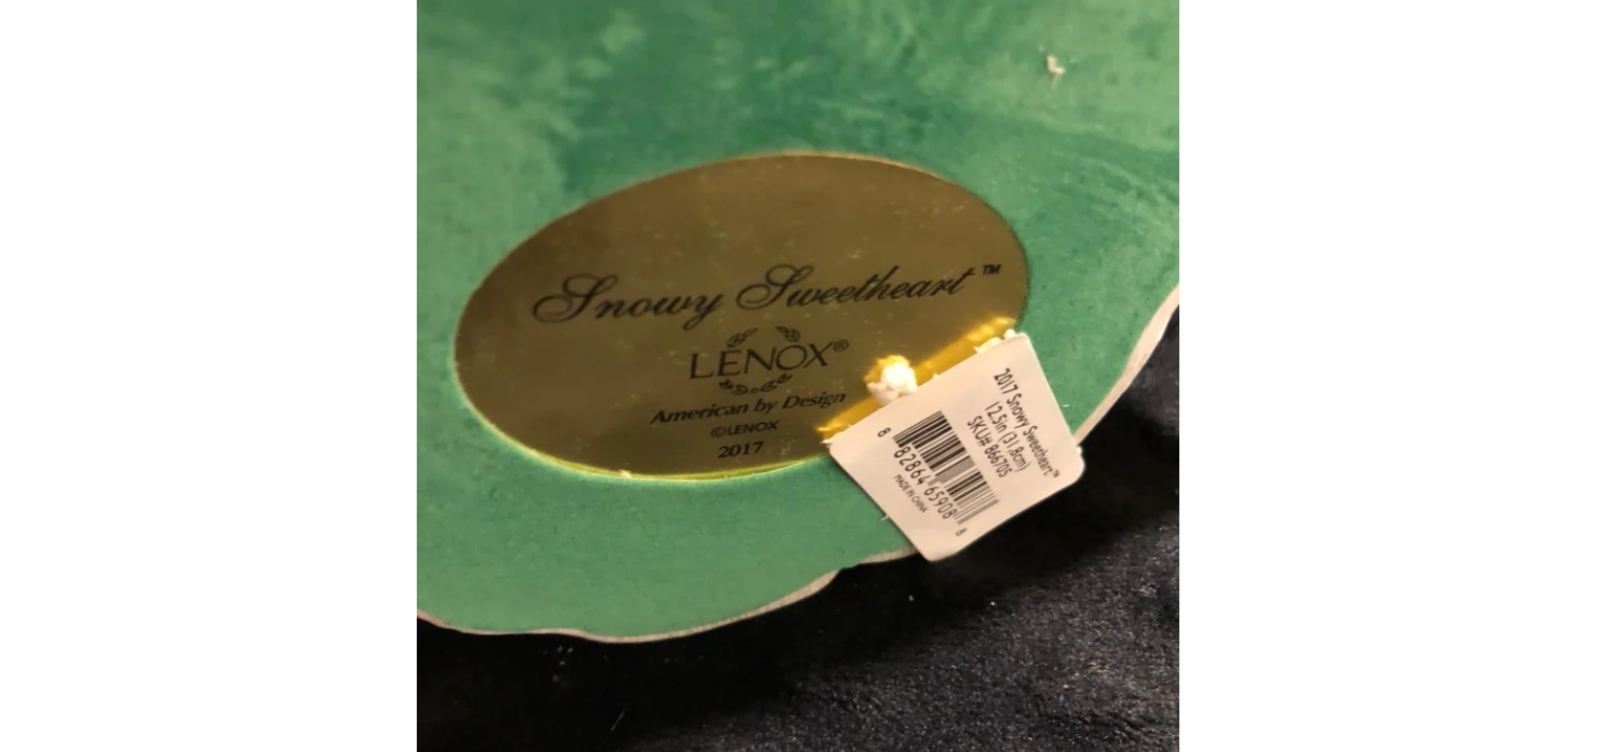 Snowy Sweetheart™
LENOX®
American by Design
©LENOX
2017
2017 Snowy Sweetheart™
12.5in (31.8cm)
SKU# 866705
8 82864 65908 8
MADE IN CHINA